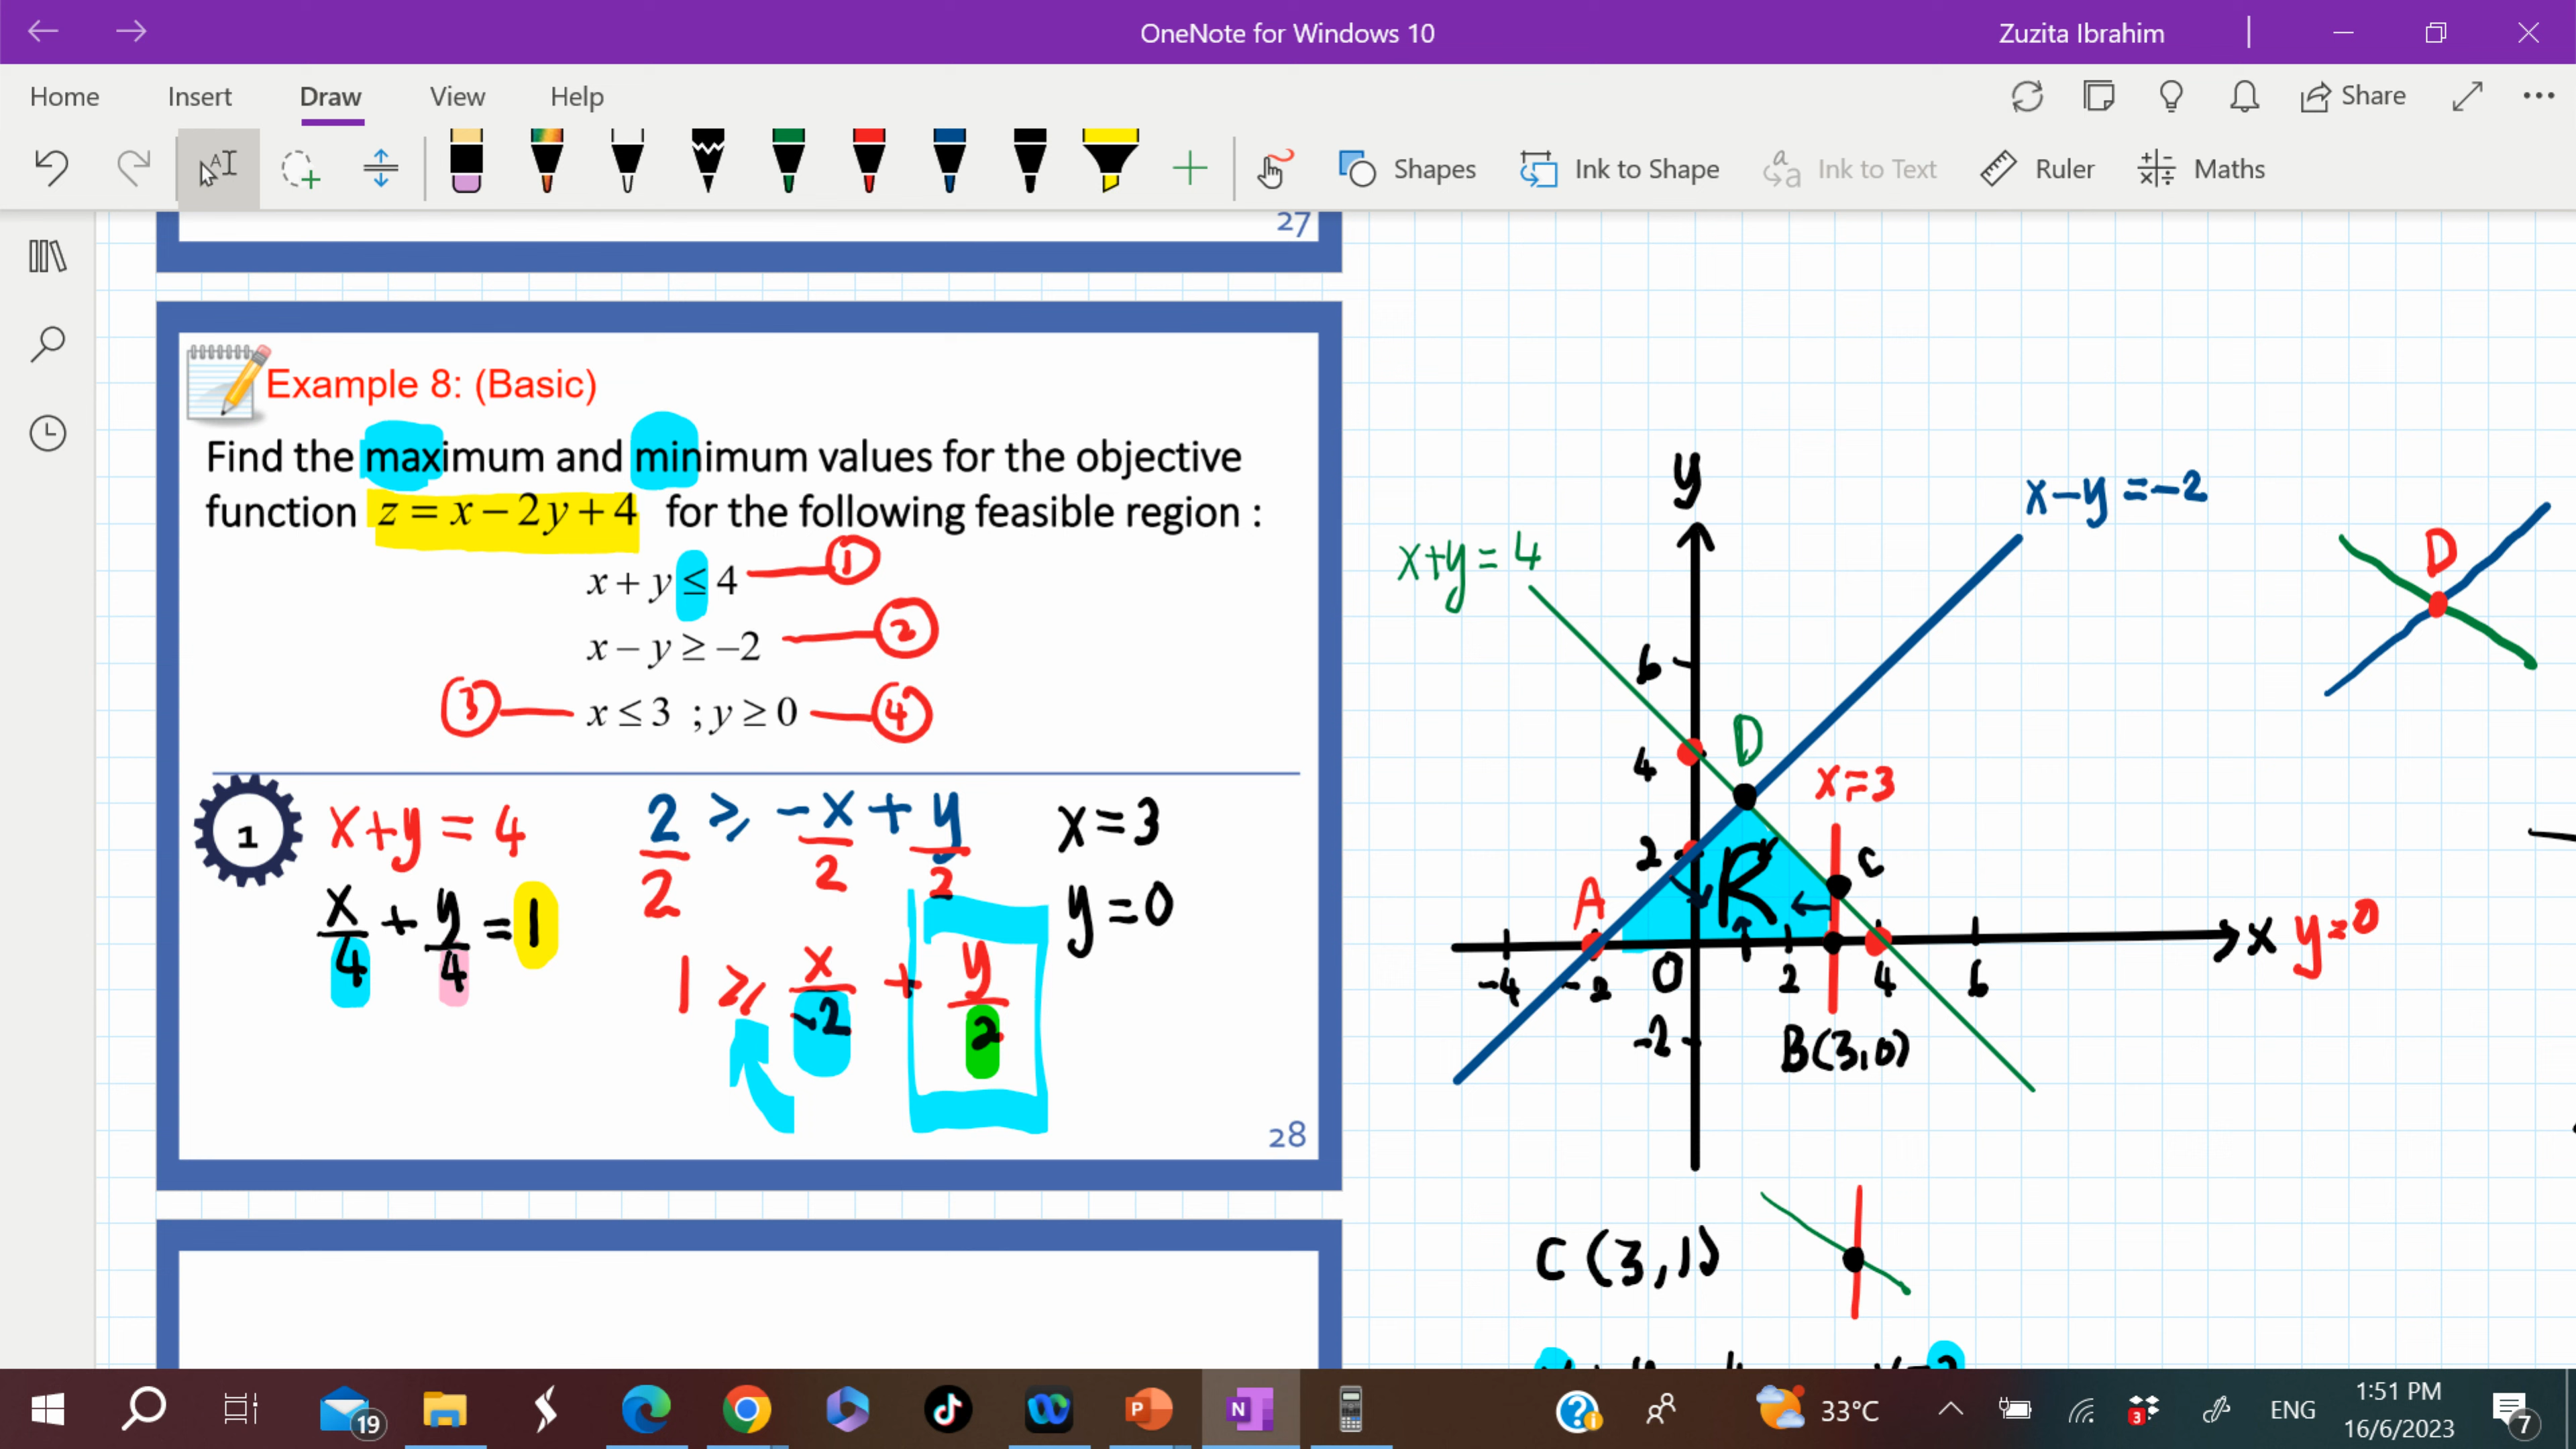 OneNote for Windows 10
Zuzita Ibrahim
Home Insert Draw View Help
Share
Shapes
Ink to Shape
Ink to Text
Ruler
Maths
27
Example 8: (Basic)
Find the maximum and minimum values for the objective
function z = x − 2y + 4 for the following feasible region :
x + y ≤ 4 — ①
x − y ≥ −2 — ②
③ — x ≤ 3 ; y ≥ 0 — ④
1
x+y = 4
x/4 + y/4 = 1
2/2 ≥ -x/2 + y/2
1 ≥ x/-2 + y/2
x=3
y=0
28
y
x-y=-2
x+y=4
D
6
4
D
x=3
2
R
C
A
x y=0
-4 -2 0 2 4 6
-2
B(3,0)
C (3,1)
19
33°C
3
ENG
1:51 PM
16/6/2023
7